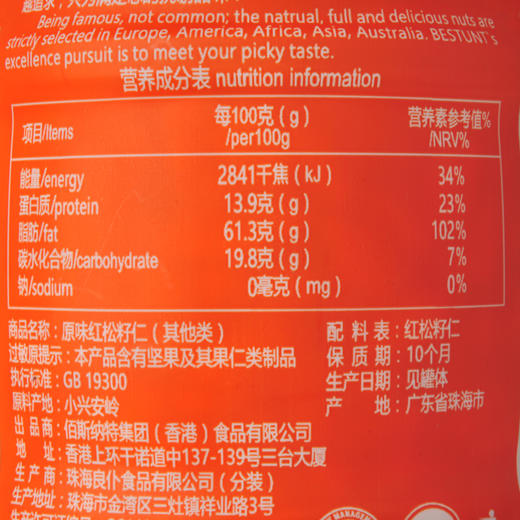 Being famous, not common; the natrual, full and delicious nuts are
strictly selected in Europe, America, Africa, Asia, Australia. BESTUNT's
excellence pursuit is to meet your picky taste.
营养成分表 nutrition information
项目/Items 每100克（g）/per100g 营养素参考值%/NRV%
能量/energy 2841千焦（kJ） 34%
蛋白质/protein 13.9克（g） 23%
脂肪/fat 61.3克（g） 102%
碳水化合物/carbohydrate 19.8克（g） 7%
钠/sodium 0毫克（mg） 0%
商品名称：原味红松籽仁（其他类） 配料表：红松籽仁
过敏原提示：本产品含有坚果及其果仁类制品 保质期：10个月
执行标准：GB 19300 生产日期：见罐体
原料产地：小兴安岭 产地：广东省珠海市
出品商：佰斯纳特集团（香港）食品有限公司
地址：香港上环干诺道中137-139号三台大厦
生产商：珠海良仆食品有限公司（分装）
生产地址：珠海市金湾区三灶镇祥业路3号